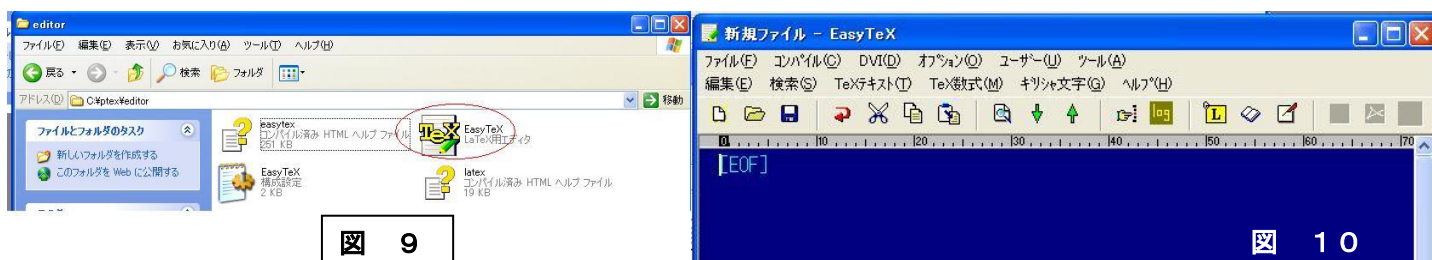 editor
ファイル(F) 編集(E) 表示(V) お気に入り(A) ツール(T) ヘルプ(H)
戻る 検索 フォルダ
アドレス(D) C:¥ptex¥editor 移動
ファイルとフォルダのタスク
新しいフォルダを作成する
このフォルダを Web に公開する
easytex
コンパイル済み HTML ヘルプ ファイル
251 KB
EasyTeX
LaTeX用エディタ
EasyTeX
構成設定
2 KB
latex
コンパイル済み HTML ヘルプ ファイル
19 KB
図 9
新規ファイル - EasyTeX
ファイル(F) コンパイル(C) DVI(D) オプション(O) ユーザー(U) ツール(A)
編集(E) 検索(S) TeXテキスト(T) TeX数式(M) ギリシャ文字(G) ヘルプ(H)
log L
0 10 20 30 40 50 60 70
[EOF]
図 10